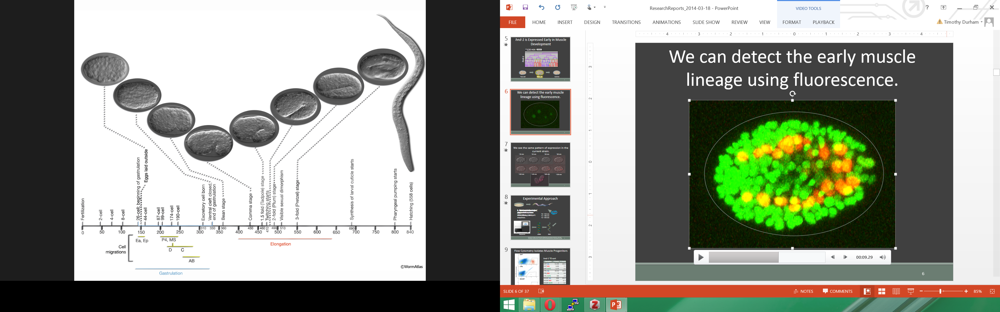 Fertilization
2-cell
4-cell
8-cell
26-cell; beginning of gastrulation
Eggs laid outside
44-cell
87-cell
99-cell
174-cell
190-cell
Excretory cell born
Ventral cleft closed,
end of gastrulation
Bean stage
Comma stage
1.5 fold (Tadpole) stage
Twitching starts
2-fold (Plum) stage
Visible sexual dimorphism
3-fold (Pretzel) stage
Synthesis of larval cuticle starts
Pharyngeal pumping starts
Hatching (558 cells)
0 50 100 150 200 250 300 310 330 350 360 400 430 450 460 470 490 500 510 550 600 650 690 700 750 800 840
Ea, Ep
P4, MS
D C
AB
Cell
migrations
Elongation
Gastrulation
©WormAtlas
ResearchReports_2014-03-18 - PowerPoint
VIDEO TOOLS
?
FILE HOME INSERT DESIGN TRANSITIONS ANIMATIONS SLIDE SHOW REVIEW VIEW FORMAT PLAYBACK
Timothy Durham
4 3 2 1 0 1 2 3 4
3
2
1
0
1
2
3
5
hnd-1 is Expressed Early in Muscle
Development
~120 min
hnd-1
Two-cell
Comma
6
We can detect the early muscle
lineage using fluorescence.
7
We see the same pattern of expression in the
current strain.
8
Experimental Approach
sequence.
Sequence
cDNA
RNA
9
Flow Cytometry Isolates Muscle Progenitors
hnd-1 T0 sort
We can detect the early muscle
lineage using fluorescence.
00:09.29
6
SLIDE 6 OF 37
NOTES
COMMENTS
85%